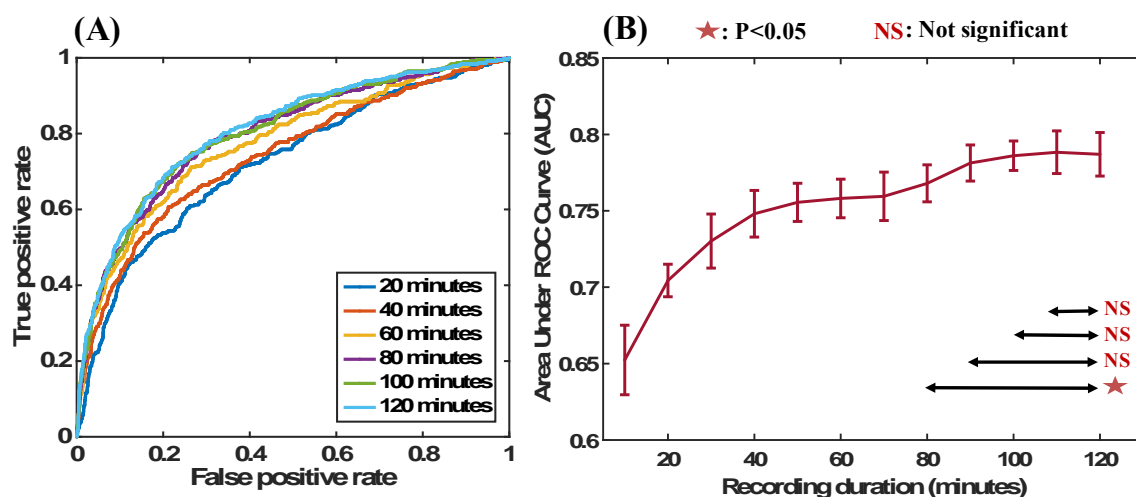 (A)
True positive rate
1
0.8
0.6
0.4
0.2
0
0
0.2
0.4
0.6
0.8
1
False positive rate
20 minutes
40 minutes
60 minutes
80 minutes
100 minutes
120 minutes
(B)
: P<0.05
NS: Not significant
Area Under ROC Curve (AUC)
0.85
0.8
0.75
0.7
0.65
0.6
NS
NS
NS
20
40
60
80
100
120
Recording duration (minutes)